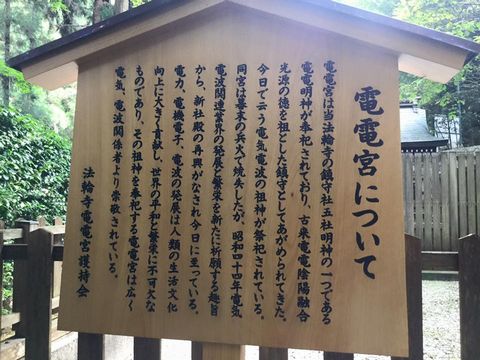 電電宮について
電電宮は当法輪寺の鎮守社五社明神の一つである
電電明神が奉祀されており、古来電電陰陽融合
光源の徳を祖とした鎮守としてあがめられてきた。
今日で云う電気電波の祖神が祭祀されている。
同宮は幕末の兵火で焼失したが、昭和四十四年電気
電波関連業界の発展と繁栄を新たに祈願する趣旨
から、新社殿の再興がなされ今日に至っている。
電力、電機電子、電波の発展は人類の生活文化
向上に大きく貢献し、世界の平和と繁栄に不可欠な
ものであり、その祖神を奉祀する電電宮は広く
電気、電波関係者より崇敬されている。
法輪寺電電宮護持会